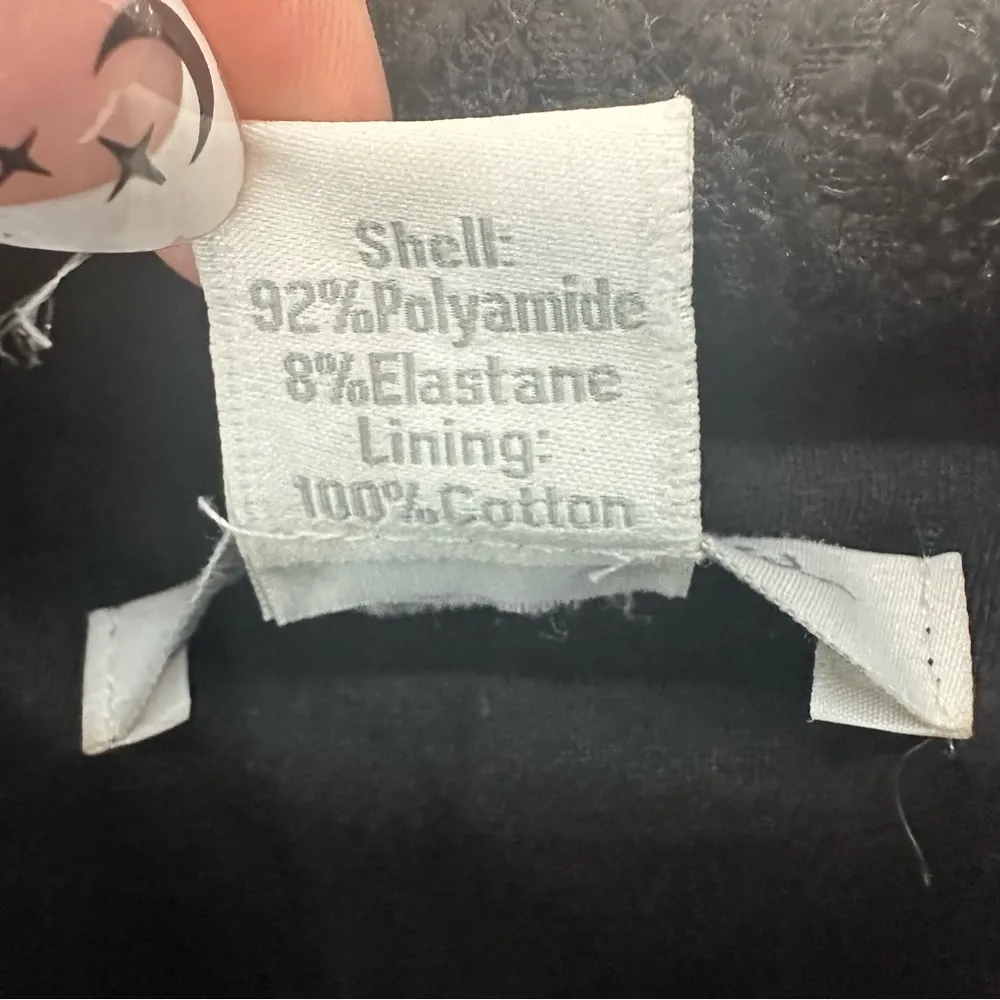 Shell:
92%Polyamide
8%Elastane
Lining:
100%Cotton